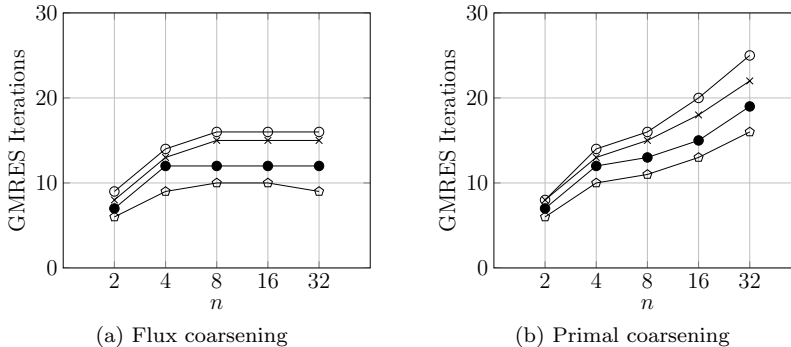 30
20
10
0
GMRES Iterations
2 4 8 16 32
n
(a) Flux coarsening
30
20
10
0
GMRES Iterations
2 4 8 16 32
n
(b) Primal coarsening